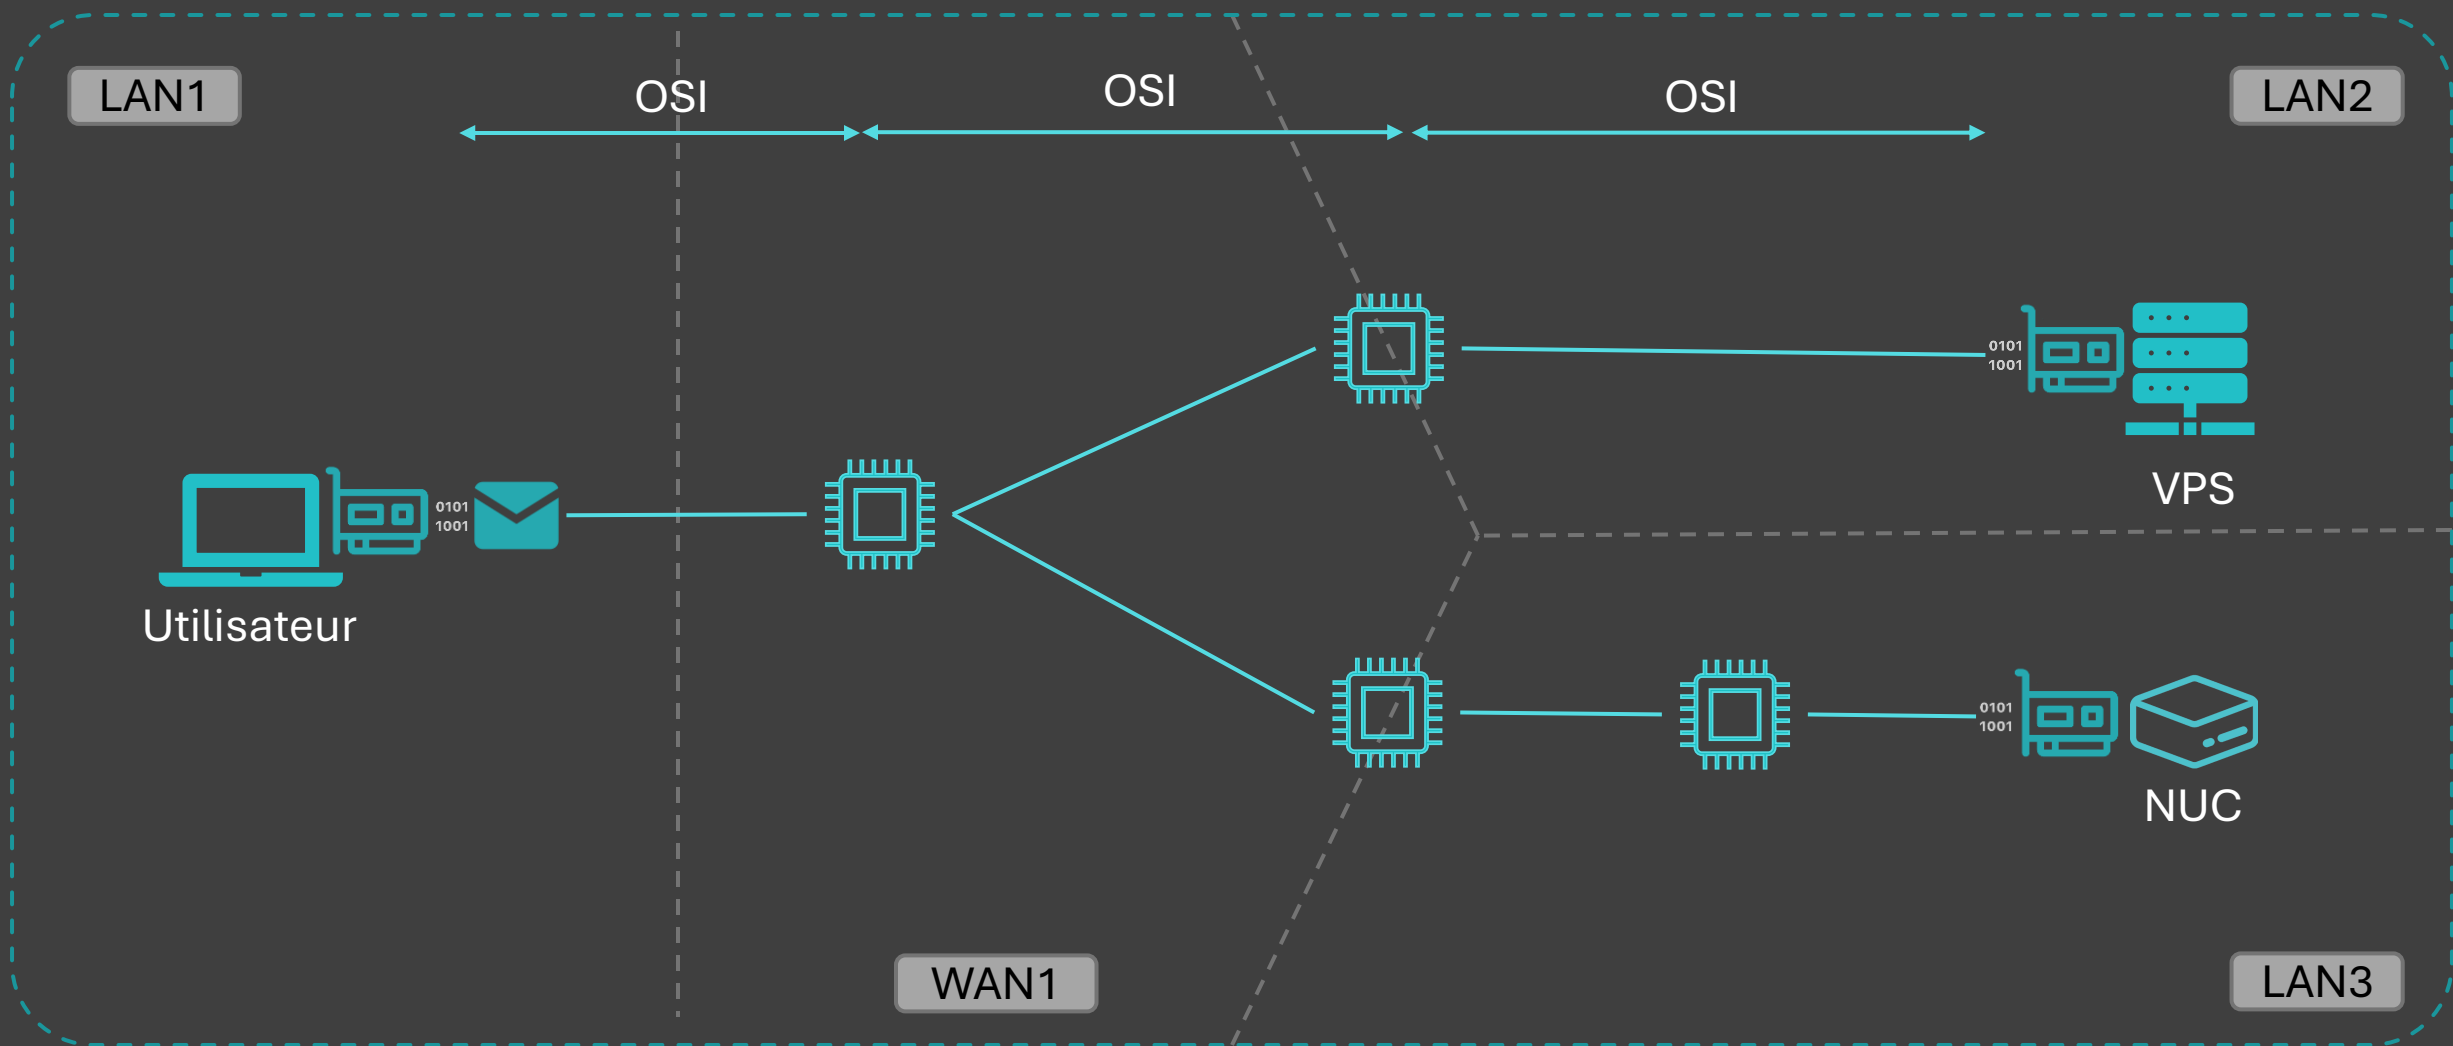 LAN1
OSI
OSI
OSI
LAN2
0101
1001
VPS
0101
1001
Utilisateur
0101
1001
NUC
WAN1
LAN3